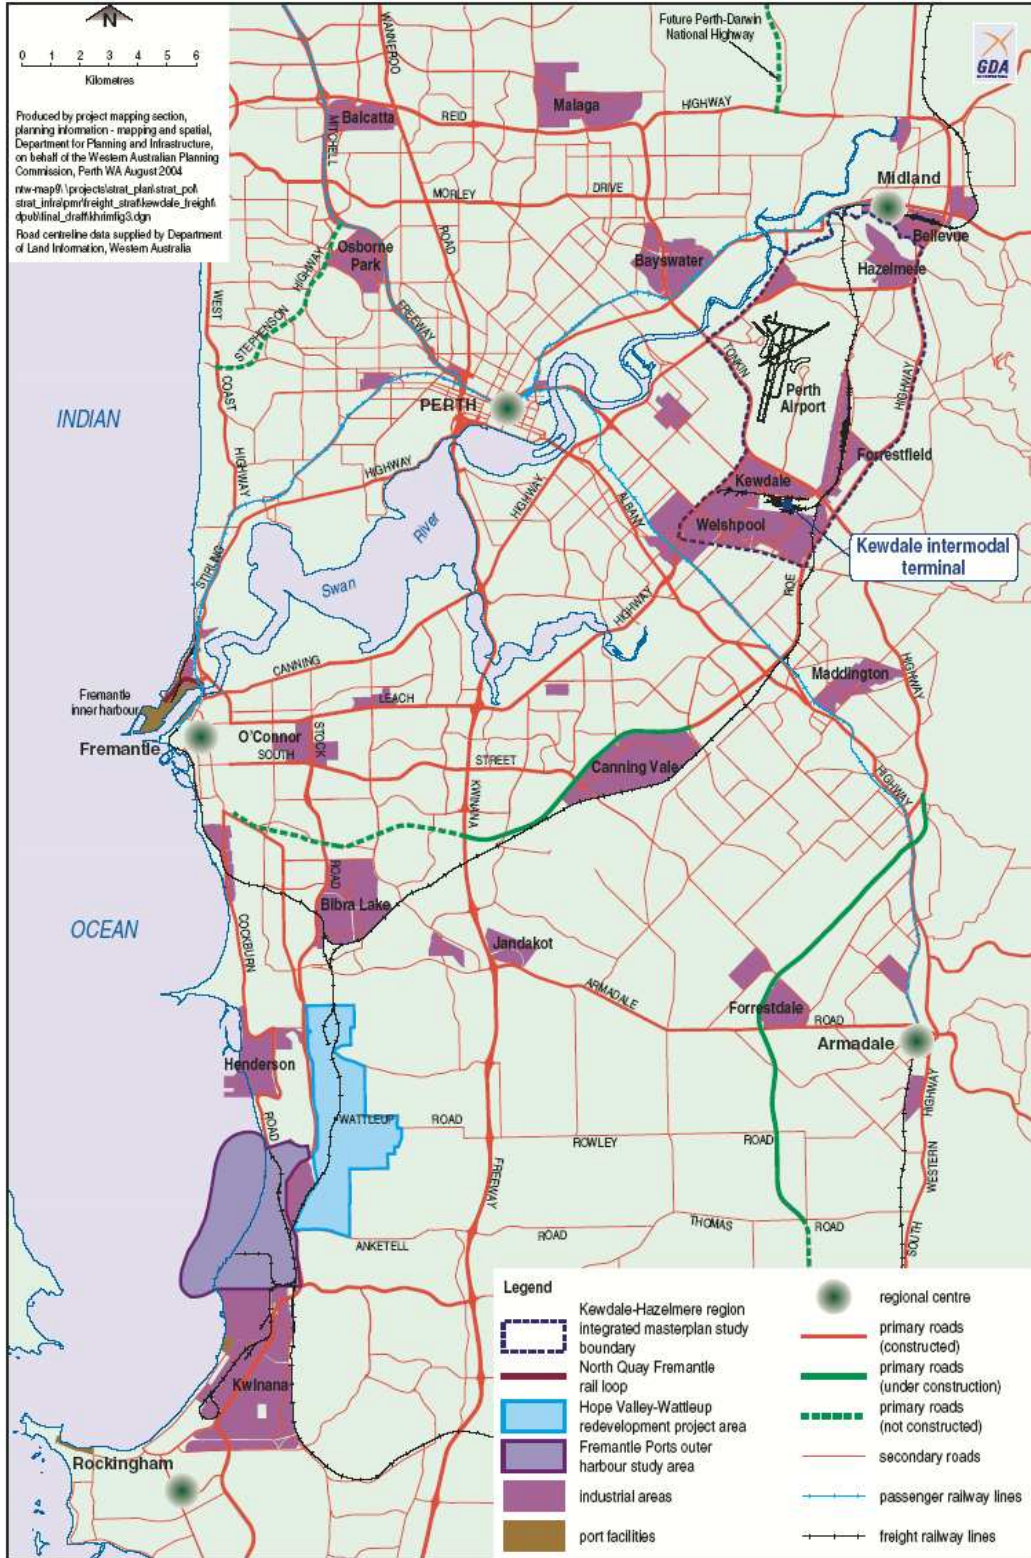 N
0 1 2 3 4 5 6
Kilometres
Produced by project mapping section,
planning information - mapping and spatial,
Department for Planning and Infrastructure,
on behalf of the Western Australian Planning
Commission, Perth WA August 2004
Road centreline data supplied by Department
of Land Information, Western Australia
Future Perth-Darwin
National Highway
GDA
WANNEROO
Balcatta
REID
Malaga
HIGHWAY
MITCHELL
Midland
MORLEY
DRIVE
ROAD
Bellevue
Osborne
Park
Bayswater
Hazelmere
HIGHWAY
STEPHENSON
WEST
FREEWAY
TONKIN
Perth
Airport
HIGHWAY
COAST
PERTH
INDIAN
HIGHWAY
HIGHWAY
Forrestfield
Kewdale
HIGHWAY
ALBANY
Welshpool
River
Kewdale intermodal
terminal
STIRLING
Swan
ROE
HIGHWAY
CANNING
Maddington
HIGHWAY
Fremantle
inner harbour
LEACH
Fremantle
O'Connor
STOCK
SOUTH
STREET
Canning Vale
KWINANA
HIGHWAY
ROAD
Bibra Lake
OCEAN
COCKBURN
Jandakot
ARMADALE
Forrestdale
ROAD
Armadale
Henderson
HIGHWAY
ROAD
WATTLEUP
ROAD
ROWLEY
ROAD
FREEWAY
WESTERN
THOMAS
ROAD
ANKETELL
ROAD
SOUTH
Kwinana
Rockingham
Legend
Kewdale-Hazelmere region
integrated masterplan study
boundary
North Quay Fremantle
rail loop
Hope Valley-Wattleup
redevelopment project area
Fremantle Ports outer
harbour study area
industrial areas
port facilities
regional centre
primary roads
(constructed)
primary roads
(under construction)
primary roads
(not constructed)
secondary roads
passenger railway lines
freight railway lines